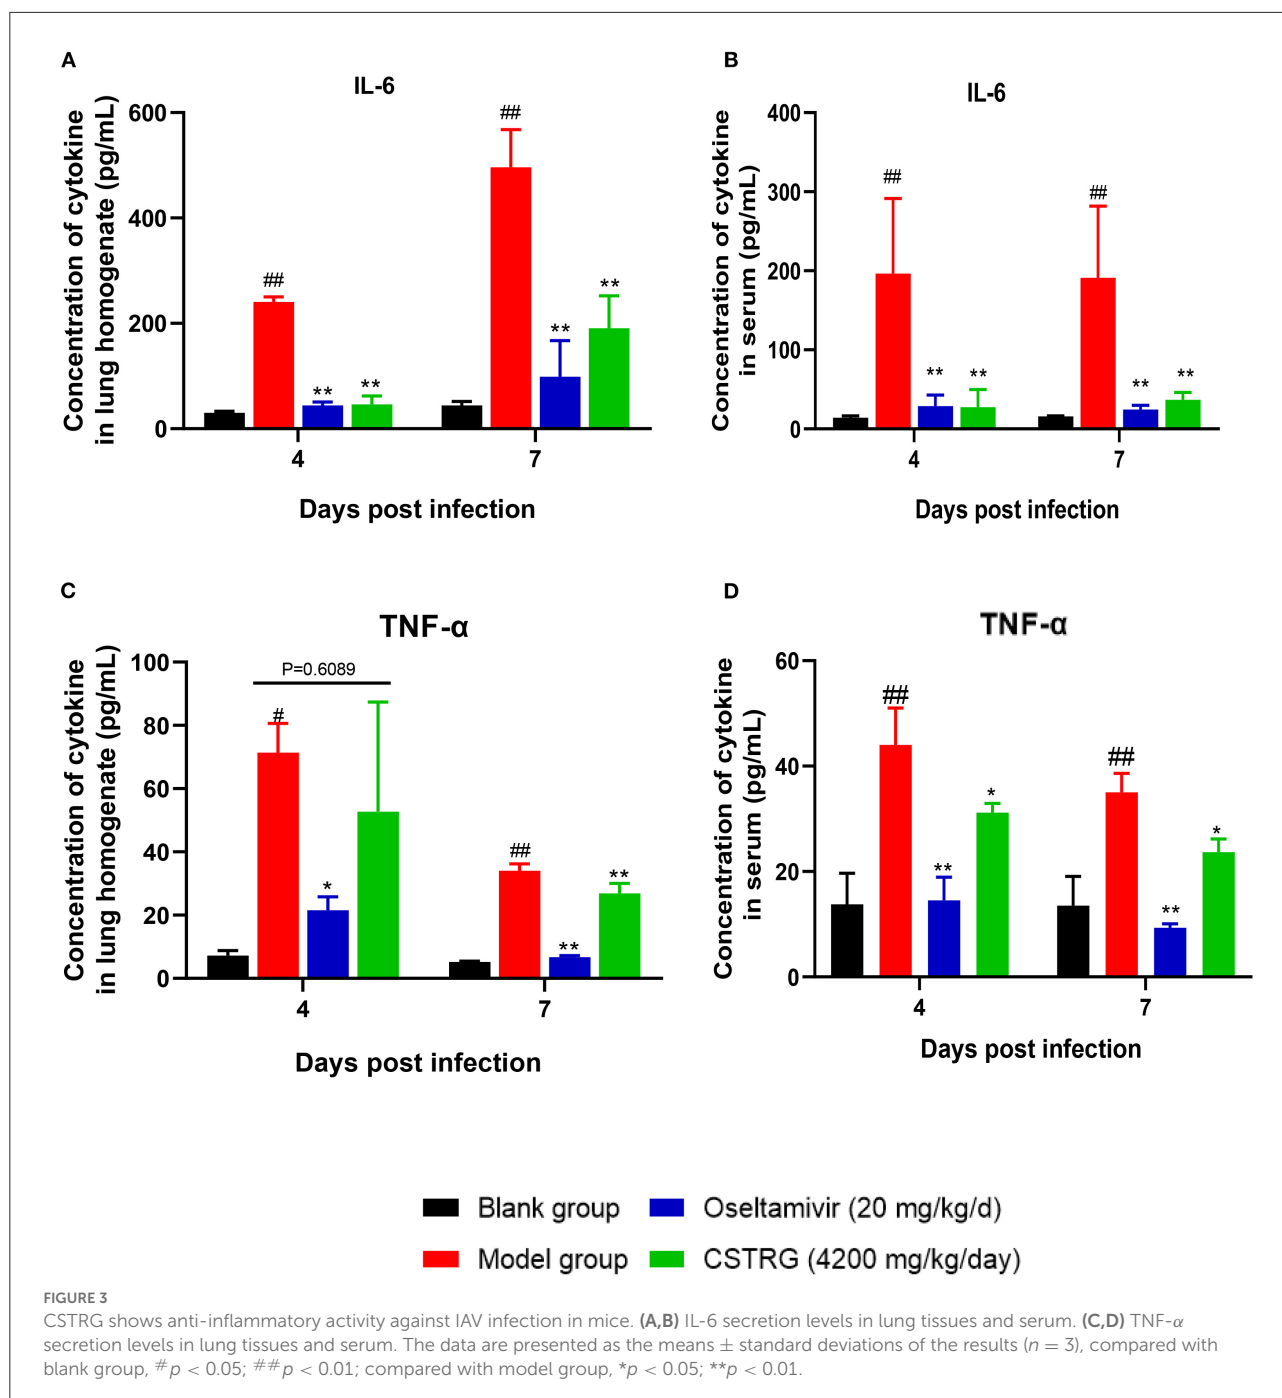 A
IL-6
Concentration of cytokine
in lung homogenate (pg/mL)
600
400
200
0
##
**
**
##
**
**
4
7
Days post infection
B
IL-6
Concentration of cytokine
in serum (pg/mL)
400
300
200
100
0
##
**
**
##
**
**
4
7
Days post infection
C
TNF-α
Concentration of cytokine
in lung homogenate (pg/mL)
100
80
60
40
20
0
P=0.6089
#
*
##
**
**
4
7
Days post infection
D
TNF-α
Concentration of cytokine
in serum (pg/mL)
60
40
20
0
##
**
*
##
**
*
4
7
Days post infection
Blank group
Oseltamivir (20 mg/kg/d)
Model group
CSTRG (4200 mg/kg/day)
FIGURE 3
CSTRG shows anti-inflammatory activity against IAV infection in mice. (A,B) IL-6 secretion levels in lung tissues and serum. (C,D) TNF-α
secretion levels in lung tissues and serum. The data are presented as the means ± standard deviations of the results (n = 3), compared with
blank group, #p < 0.05; ##p < 0.01; compared with model group, *p < 0.05; **p < 0.01.